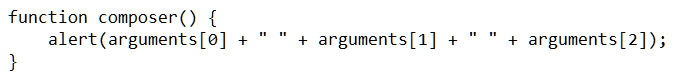 function composer() {
    alert(arguments[0] + " " + arguments[1] + " " + arguments[2]);
}